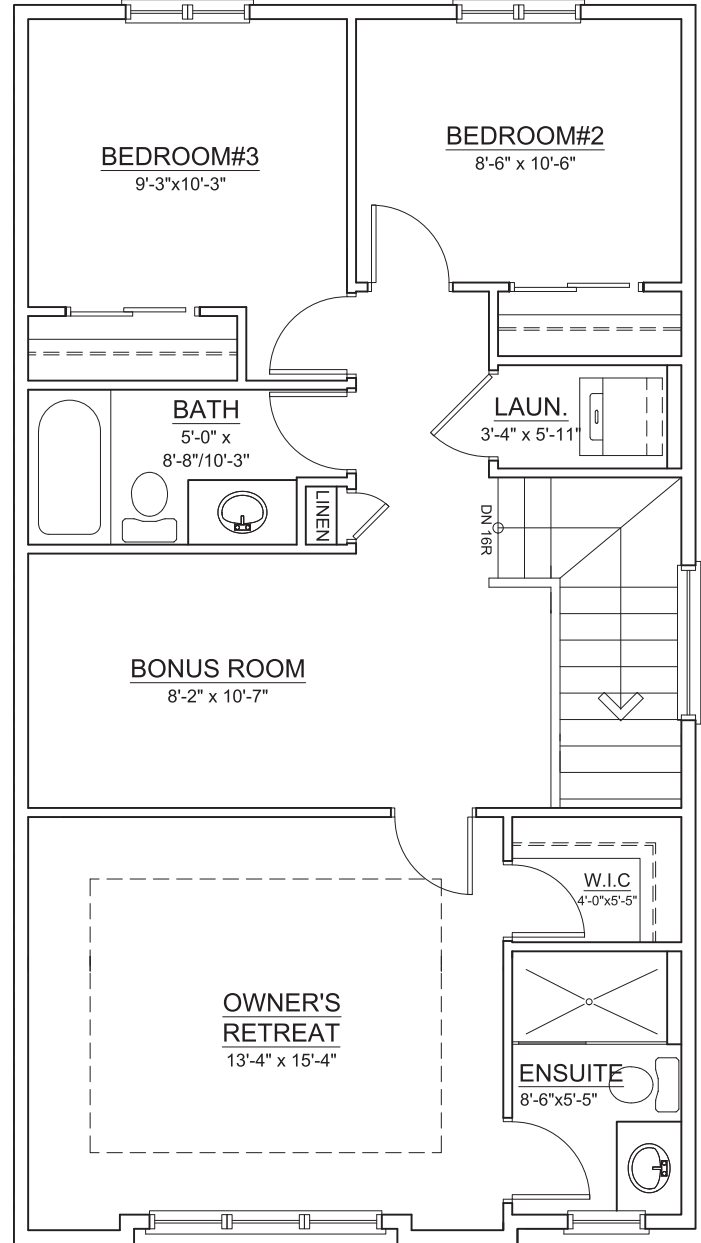 BEDROOM#3
9'-3"x10'-3"
BEDROOM#2
8'-6" x 10'-6"
BATH
5'-0" x
8'-8"/10'-3"
LAUN.
3'-4" x 5'-11"
LINEN
DN 16R
BONUS ROOM
8'-2" x 10'-7"
W.I.C
4'-0"x5'-5"
OWNER'S
RETREAT
13'-4" x 15'-4"
ENSUITE
8'-6"x5'-5"